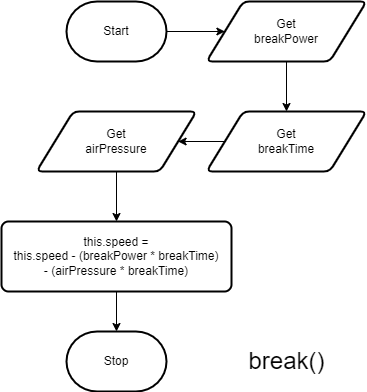 Start
Get
breakPower
Get
breakTime
Get
airPressure
this.speed =
this.speed - (breakPower * breakTime)
- (airPressure * breakTime)
Stop
break()